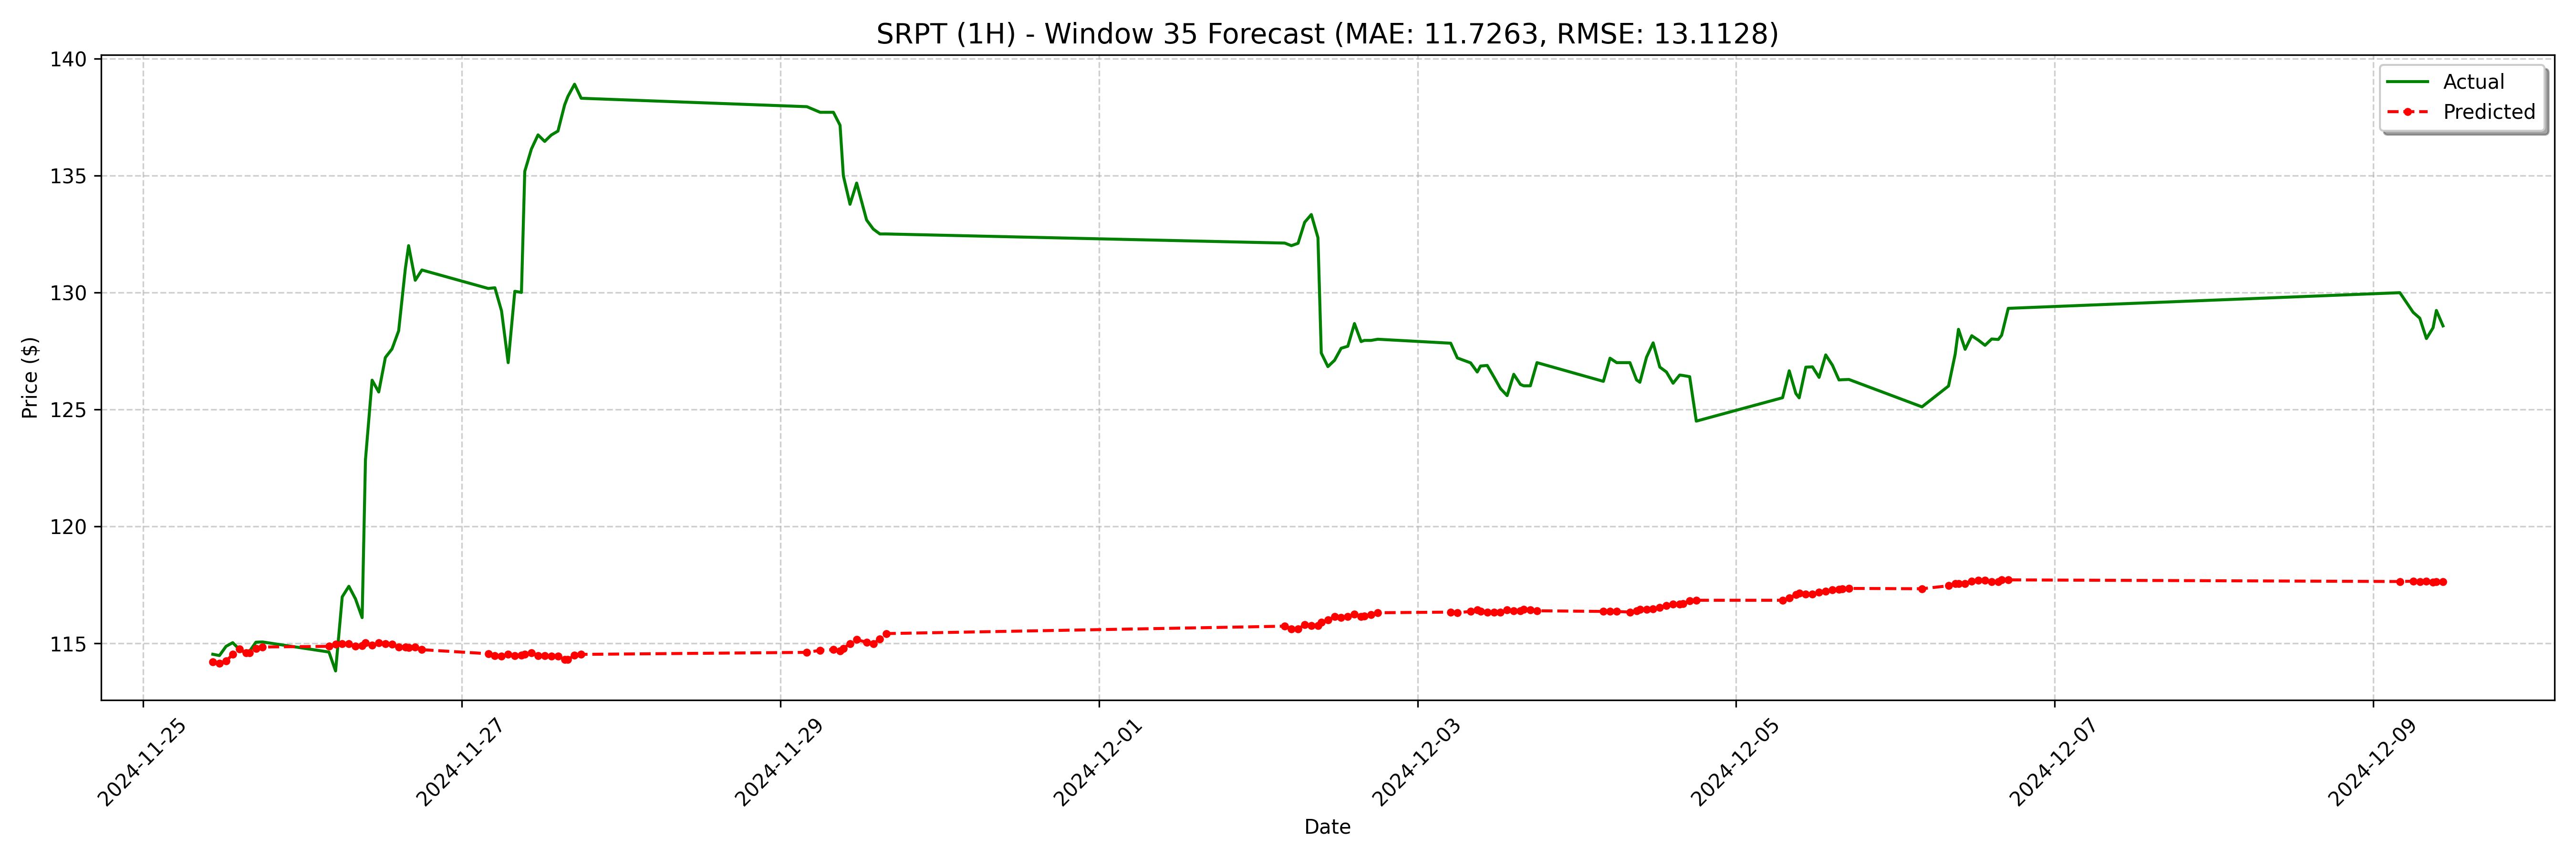 SRPT (1H) - Window 35 Forecast (MAE: 11.7263, RMSE: 13.1128)
Actual
Predicted
140
135
130
125
120
115
Price ($)
2024-11-25
2024-11-27
2024-11-29
2024-12-01
2024-12-03
2024-12-05
2024-12-07
2024-12-09
Date